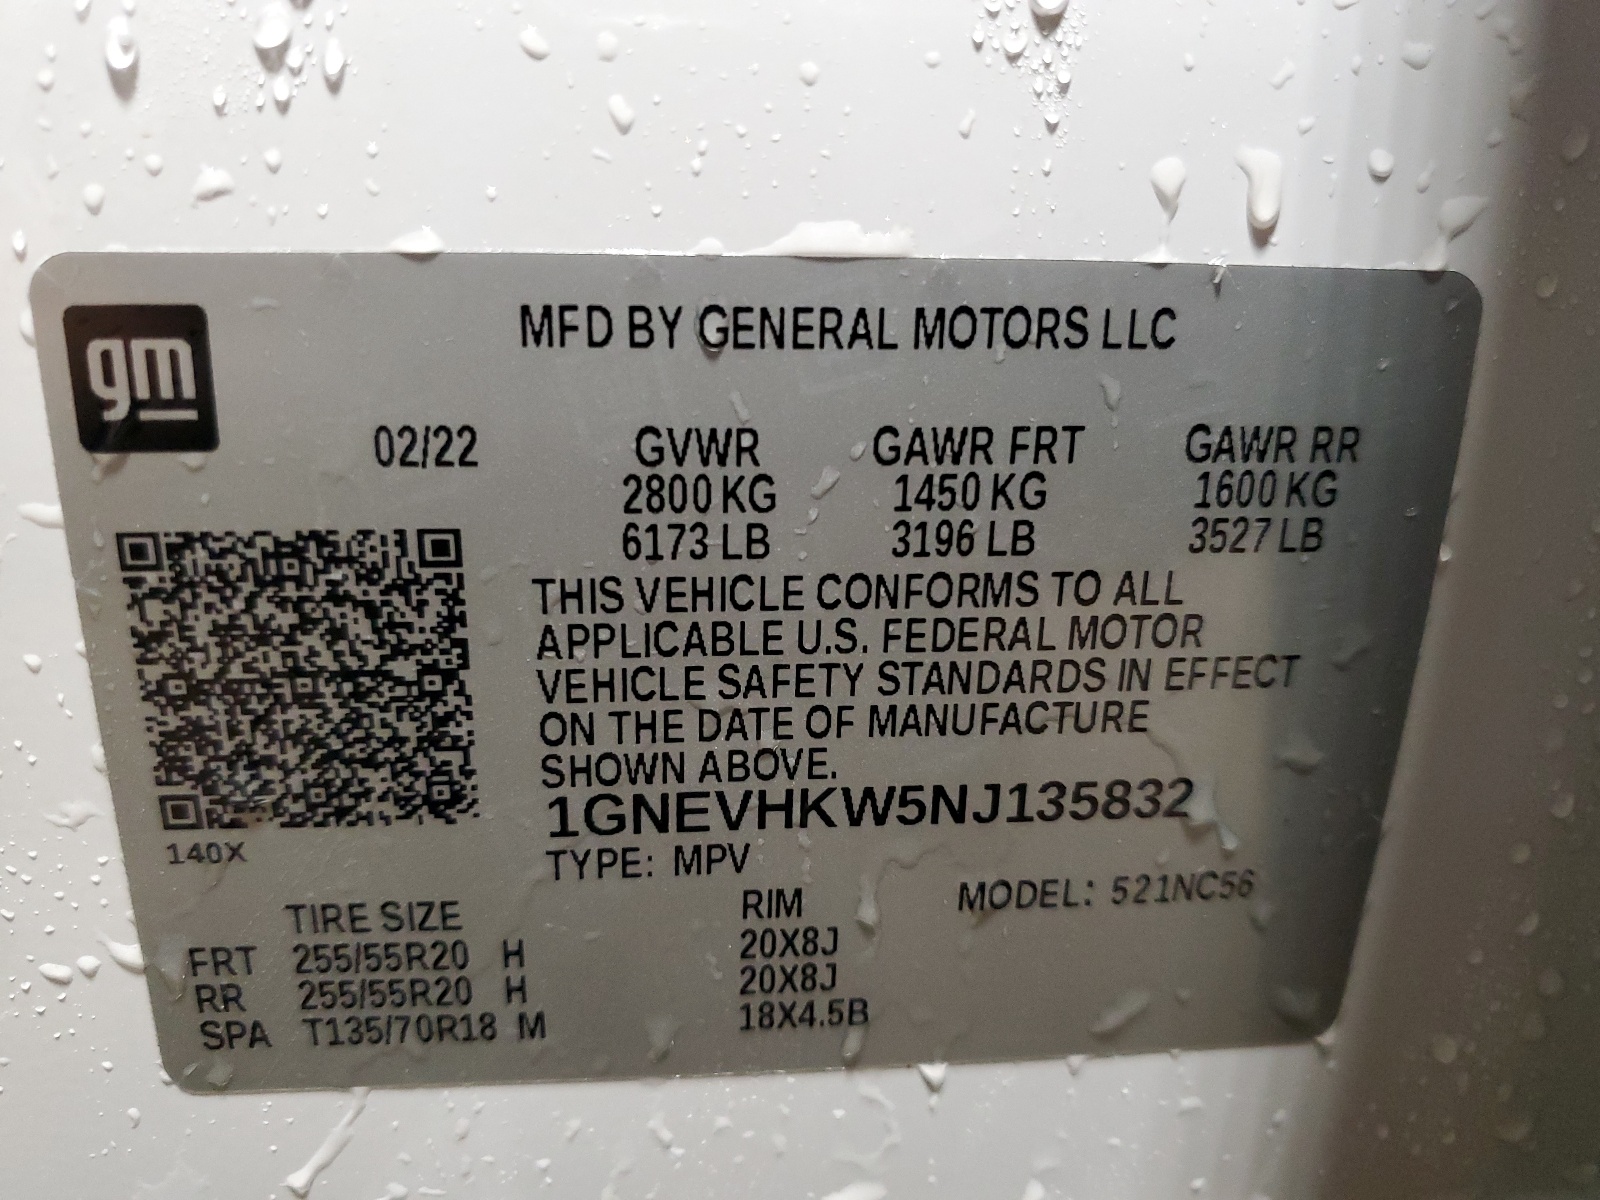 gm
MFD BY GENERAL MOTORS LLC
02/22 GVWR GAWR FRT GAWR RR
2800 KG 1450 KG 1600 KG
6173 LB 3196 LB 3527 LB
THIS VEHICLE CONFORMS TO ALL
APPLICABLE U.S. FEDERAL MOTOR
VEHICLE SAFETY STANDARDS IN EFFECT
ON THE DATE OF MANUFACTURE
SHOWN ABOVE.
1GNEVHKW5NJ135832
140X
TYPE: MPV
MODEL: 521NC56
TIRE SIZE RIM
FRT 255/55R20 H 20X8J
RR 255/55R20 H 20X8J
SPA T135/70R18 M 18X4.5B